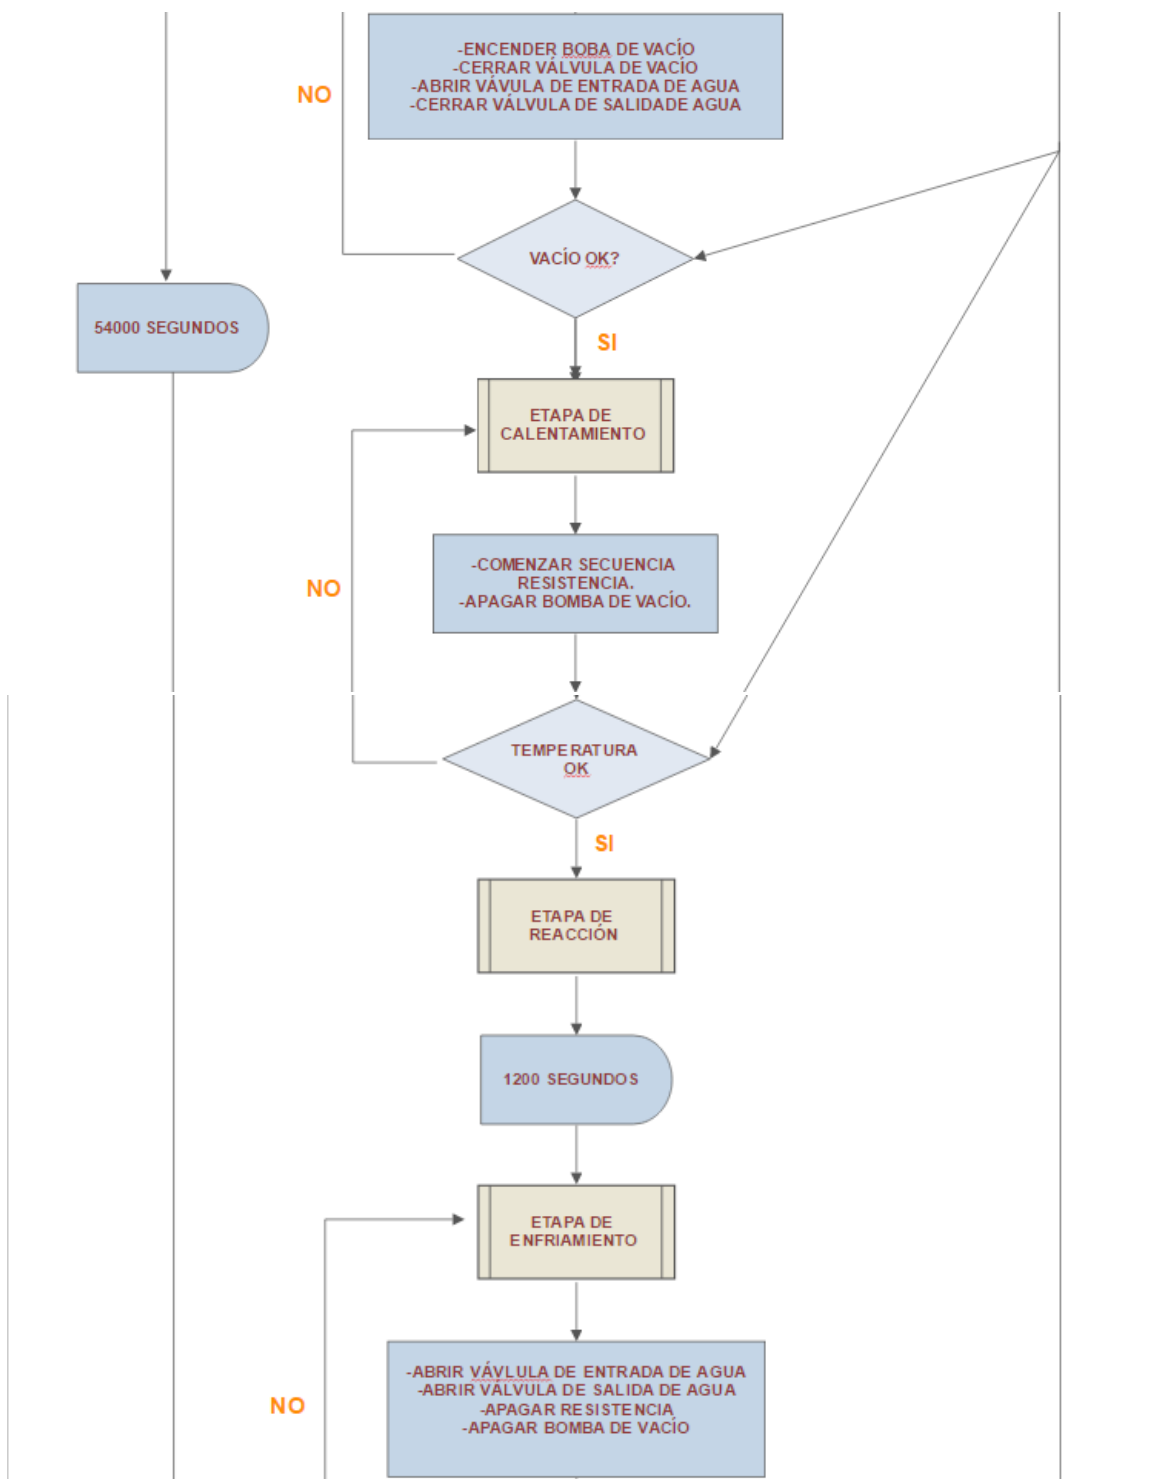 -ENCENDER BOBA DE VACÍO
-CERRAR VÁLVULA DE VACÍO
-ABRIR VÁVULA DE ENTRADA DE AGUA
-CERRAR VÁLVULA DE SALIDADE AGUA
NO
VACÍO OK?
54000 SEGUNDOS
SI
ETAPA DE
CALENTAMIENTO
-COMENZAR SECUENCIA
RESISTENCIA.
-APAGAR BOMBA DE VACÍO.
NO
TEMPERATURA
OK
SI
ETAPA DE
REACCIÓN
1200 SEGUNDOS
ETAPA DE
ENFRIAMIENTO
-ABRIR VÁVLULA DE ENTRADA DE AGUA
-ABRIR VÁLVULA DE SALIDA DE AGUA
-APAGAR RESISTENCIA
-APAGAR BOMBA DE VACÍO
NO